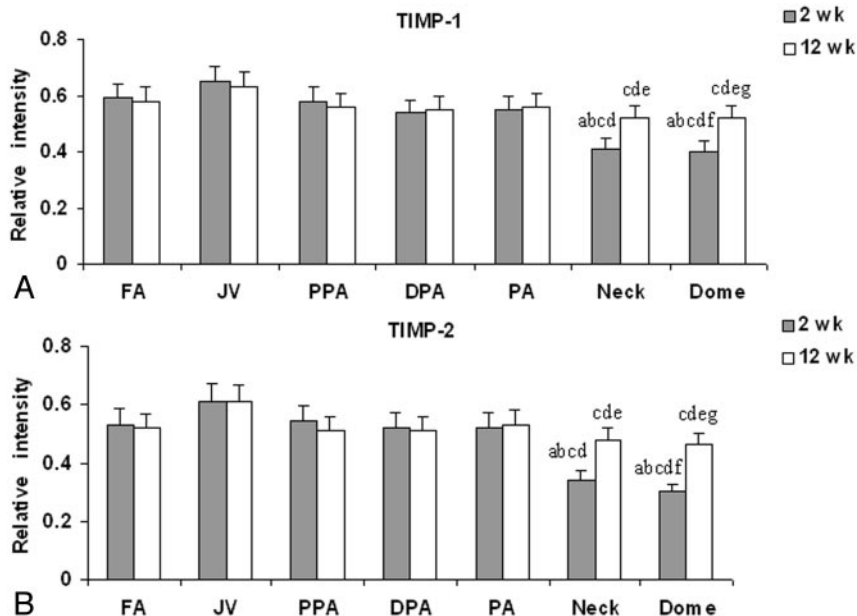 TIMP-1
2 wk
12 wk
Relative intensity
0.8
0.6
0.4
0.2
0
abcd
cde
abcdf
cdeg
FA JV PPA DPA PA Neck Dome
A
TIMP-2
2 wk
12 wk
Relative intensity
0.8
0.6
0.4
0.2
0
abcd
cde
abcdf
cdeg
FA JV PPA DPA PA Neck Dome
B